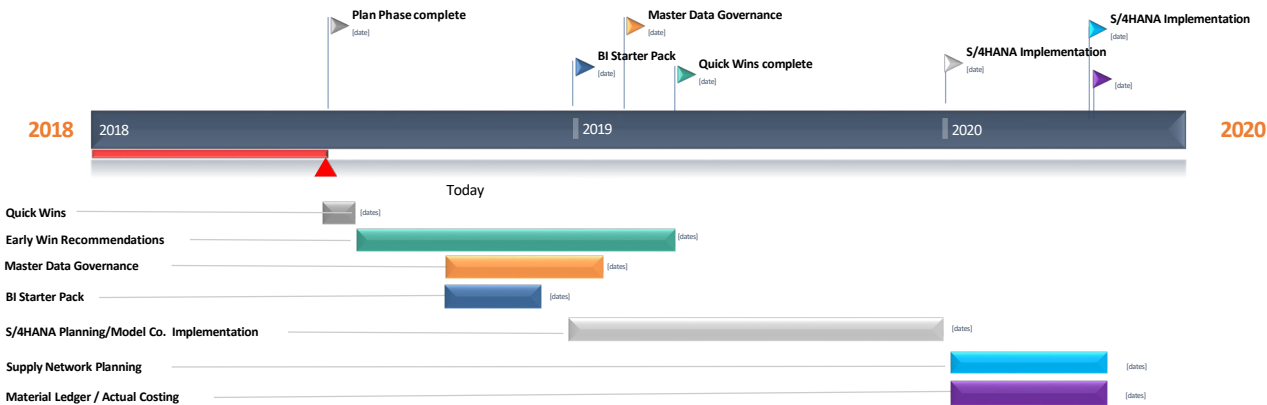 Plan Phase complete
[date]
Master Data Governance
[date]
S/4HANA Implementation
[date]
BI Starter Pack
[date]
Quick Wins complete
[date]
S/4HANA Implementation
[date]
[date]
2018
2018
2019
2020
2020
Today
Quick Wins
[dates]
Early Win Recommendations
[dates]
Master Data Governance
[dates]
BI Starter Pack
[dates]
S/4HANA Planning/Model Co. Implementation
[dates]
Supply Network Planning
[dates]
Material Ledger / Actual Costing
[dates]